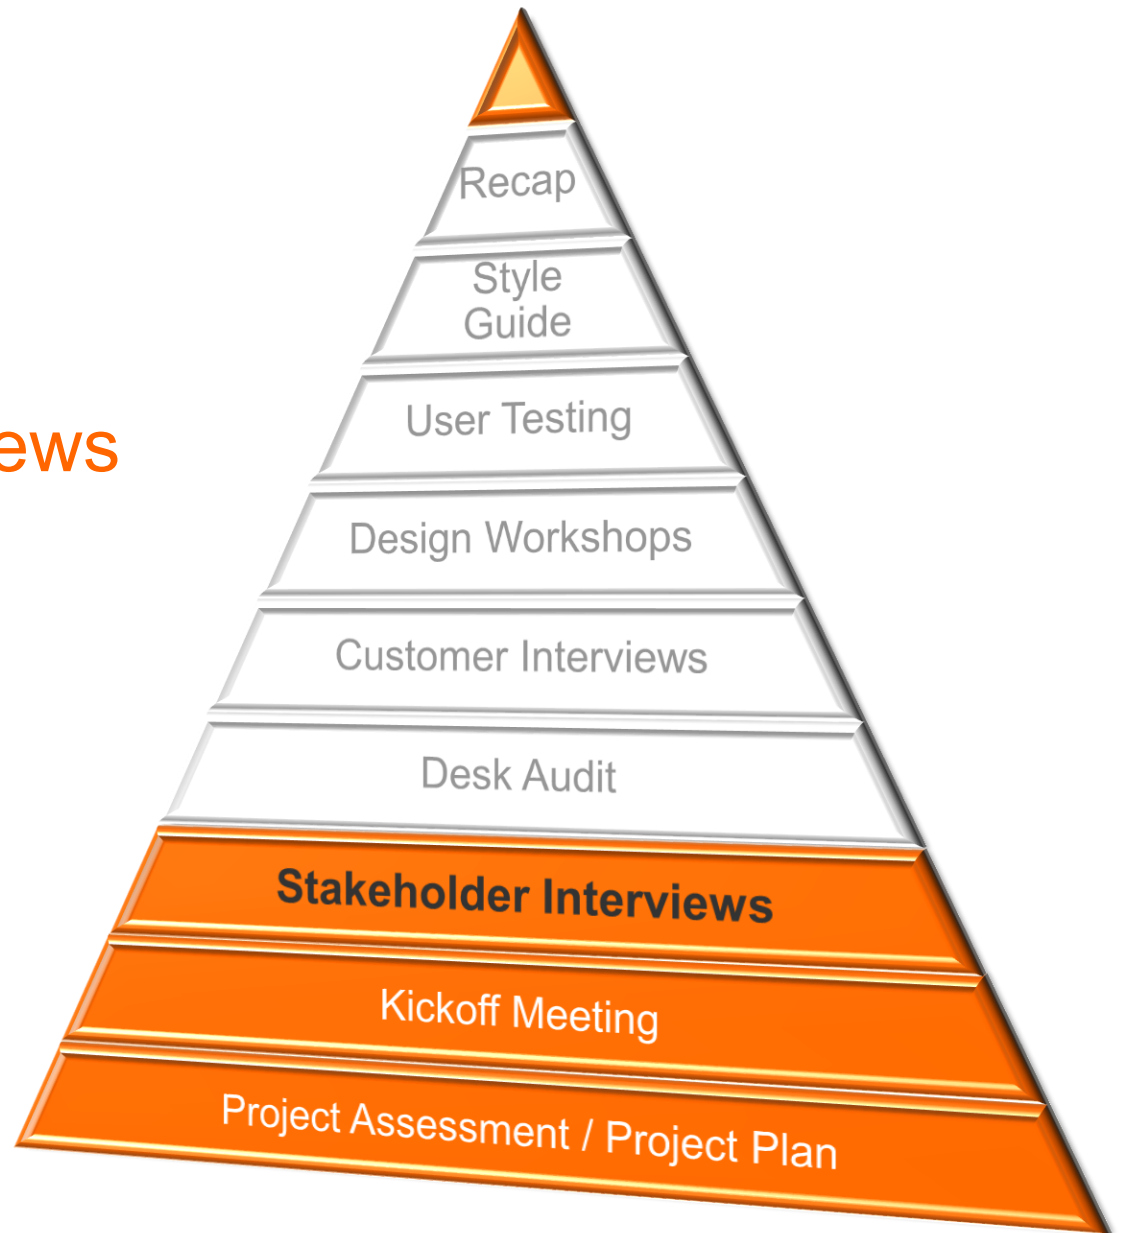 Recap
Style
Guide
User Testing
ews
Design Workshops
Customer Interviews
Desk Audit
Stakeholder Interviews
Kickoff Meeting
Project Assessment / Project Plan